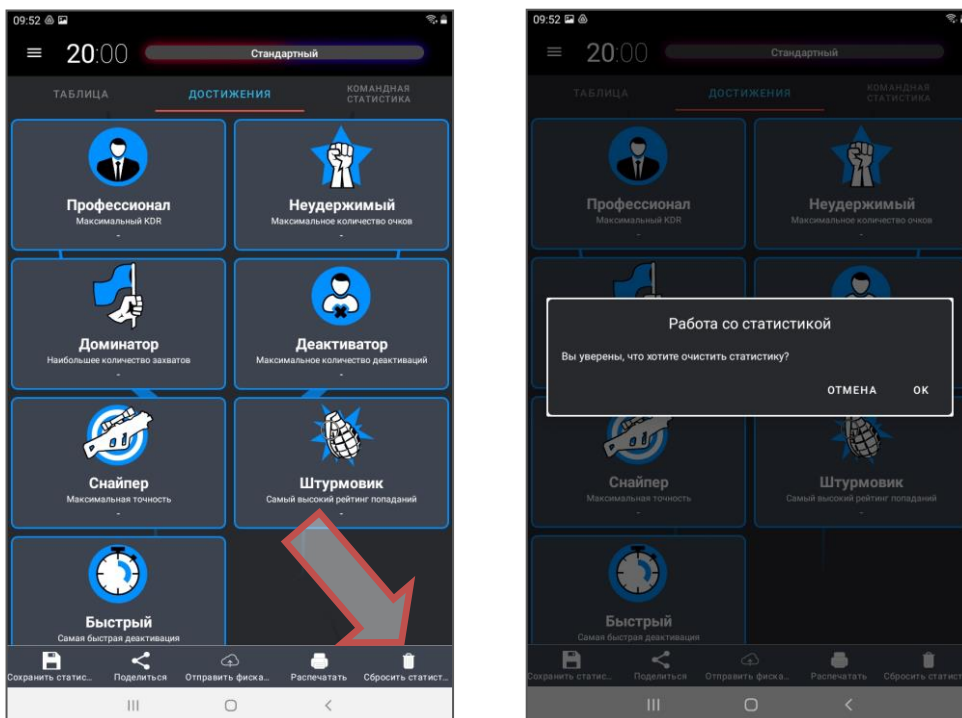 09:52
20:00
Стандартный
ТАБЛИЦА
ДОСТИЖЕНИЯ
КОМАНДНАЯ
СТАТИСТИКА
Профессионал
Максимальный KDR
-
Неудержимый
Максимальное количество очков
-
Доминатор
Наибольшее количество захватов
-
Деактиватор
Максимальное количество деактиваций
-
Снайпер
Максимальная точность
-
Штурмовик
Самый высокий рейтинг попаданий
-
Быстрый
Самая быстрая деактивация
Сохранить статис...
Поделиться
Отправить фиска...
Распечатать
Сбросить статист...
09:52
20:00
Стандартный
ТАБЛИЦА
ДОСТИЖЕНИЯ
КОМАНДНАЯ
СТАТИСТИКА
Профессионал
Максимальный KDR
-
Неудержимый
Максимальное количество очков
-
Работа со статистикой
Вы уверены, что хотите очистить статистику?
ОТМЕНА
ОК
Снайпер
Максимальная точность
-
Штурмовик
Самый высокий рейтинг попаданий
-
Быстрый
Самая быстрая деактивация
Сохранить статис...
Поделиться
Отправить фиска...
Распечатать
Сбросить статист